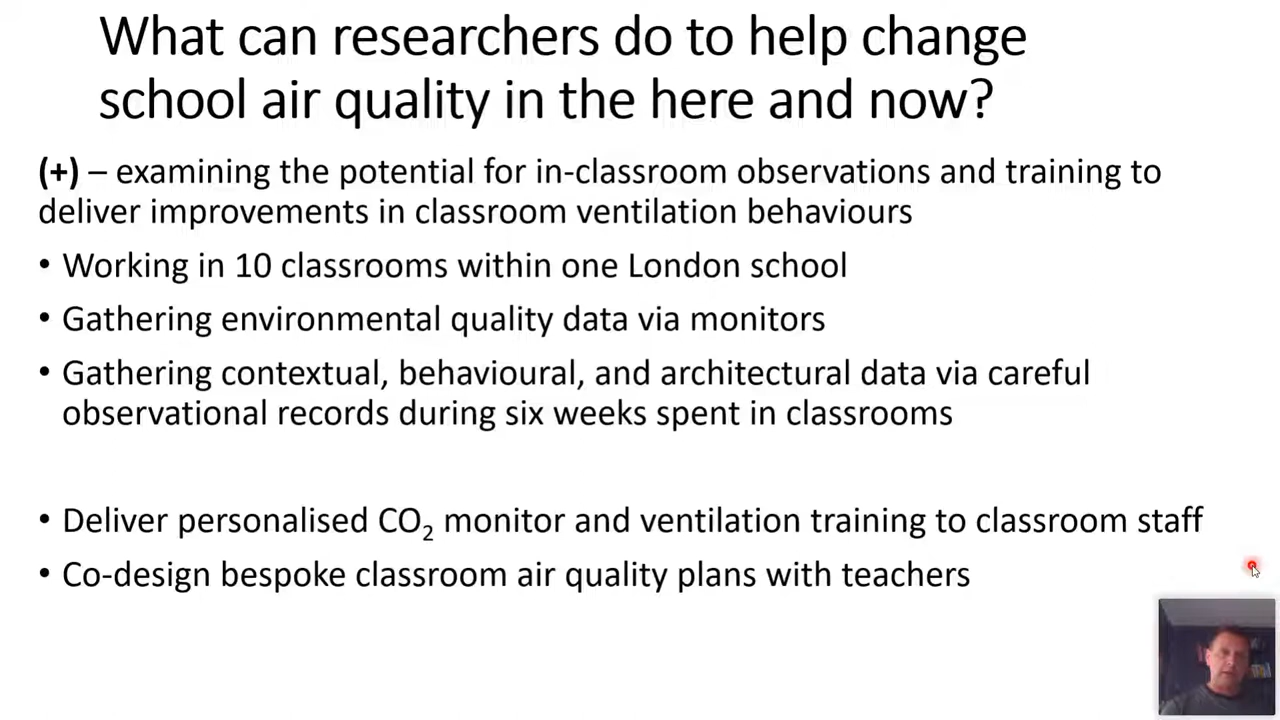 What can researchers do to help change
school air quality in the here and now?
(+) – examining the potential for in-classroom observations and training to
deliver improvements in classroom ventilation behaviours
• Working in 10 classrooms within one London school
• Gathering environmental quality data via monitors
• Gathering contextual, behavioural, and architectural data via careful
observational records during six weeks spent in classrooms
• Deliver personalised CO₂ monitor and ventilation training to classroom staff
• Co-design bespoke classroom air quality plans with teachers